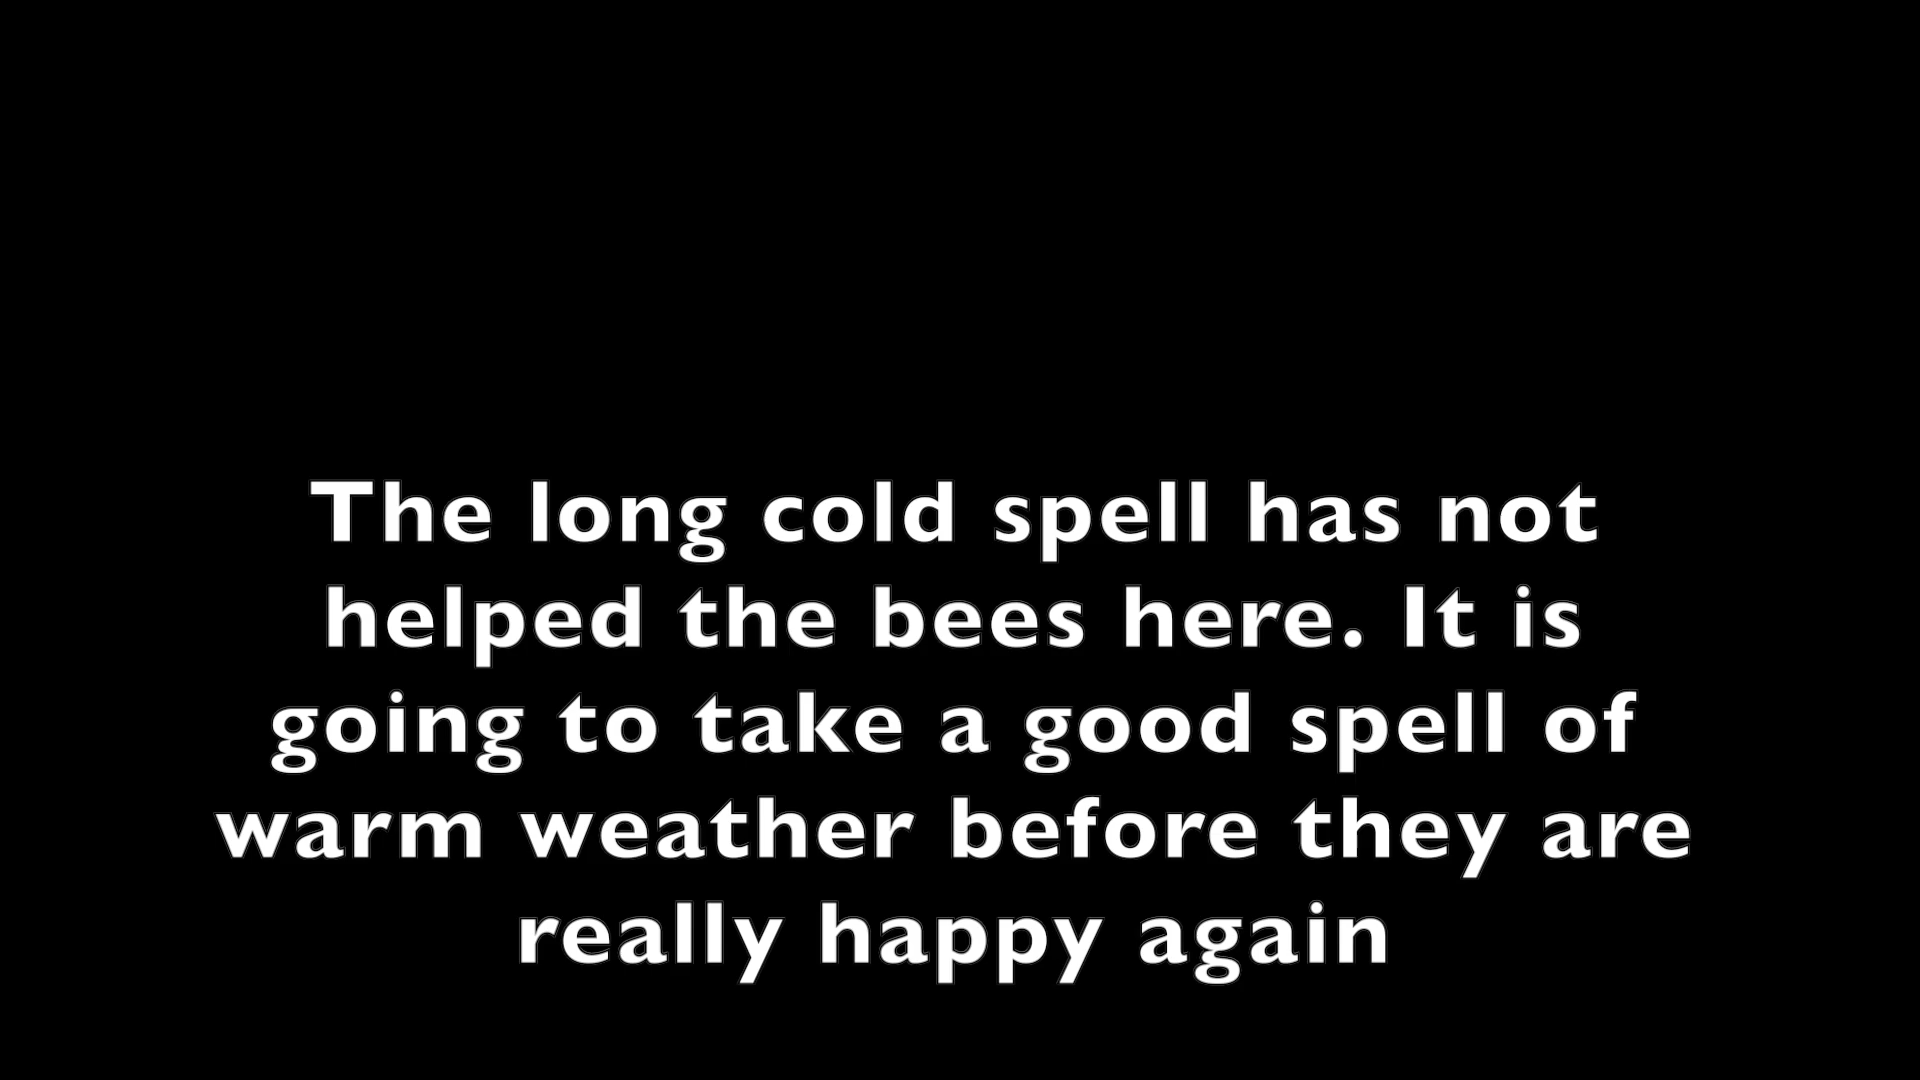 The long cold spell has not
helped the bees here. It is
going to take a good spell of
warm weather before they are
really happy again